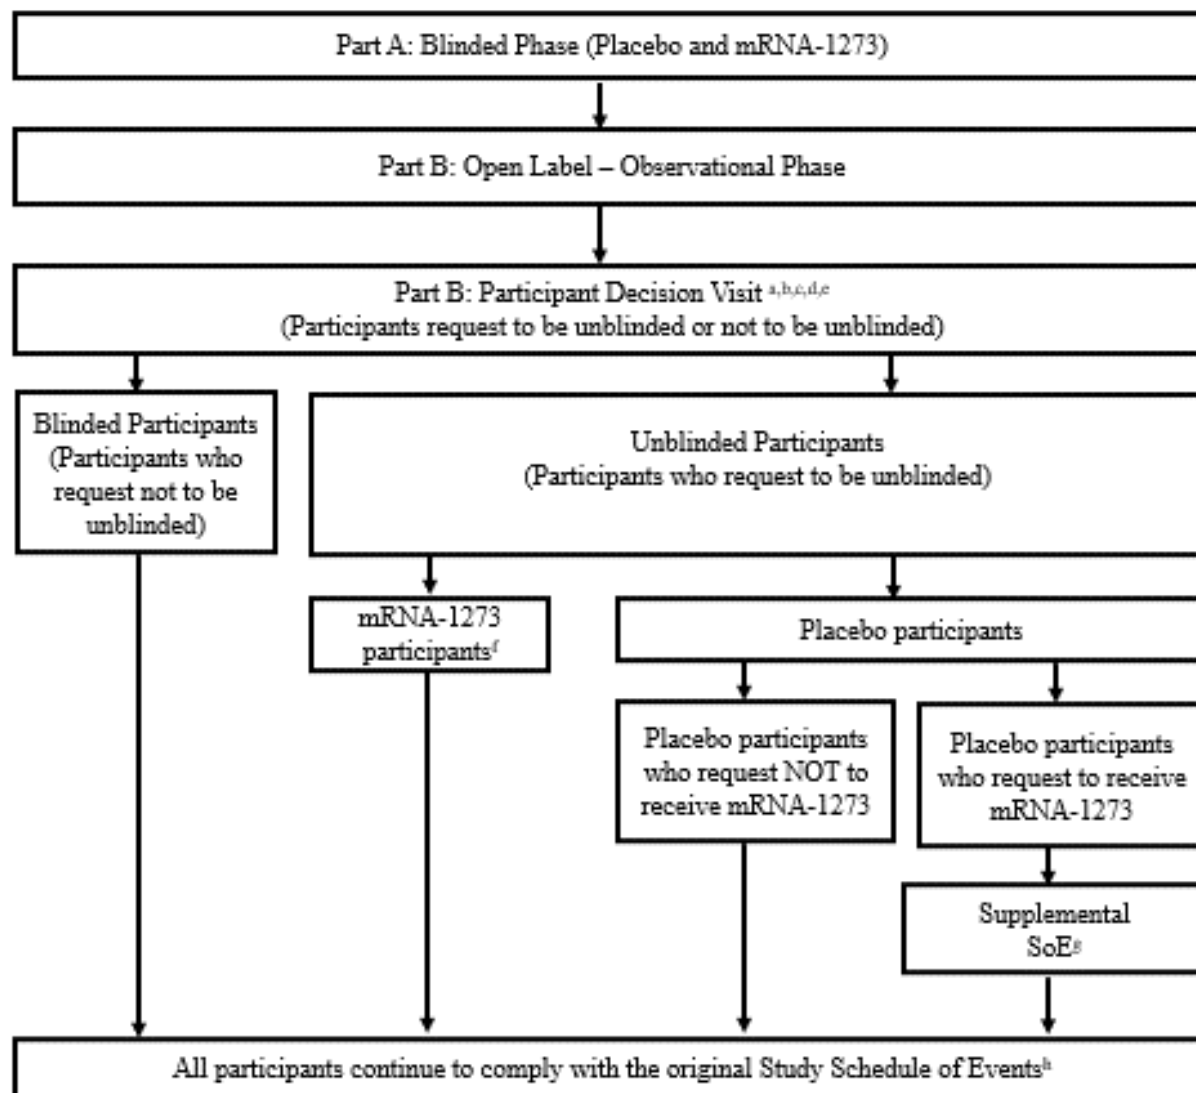 Part A: Blinded Phase (Placebo and mRNA-1273)
Part B: Open Label – Observational Phase
Part B: Participant Decision Visit a,b,c,d,e
(Participants request to be unblinded or not to be unblinded)
Blinded Participants
(Participants who
request not to be
unblinded)
Unblinded Participants
(Participants who request to be unblinded)
mRNA-1273
participantsf
Placebo participants
Placebo participants
who request NOT to
receive mRNA-1273
Placebo participants
who request to receive
mRNA-1273
Supplemental
SoEg
All participants continue to comply with the original Study Schedule of Eventsh